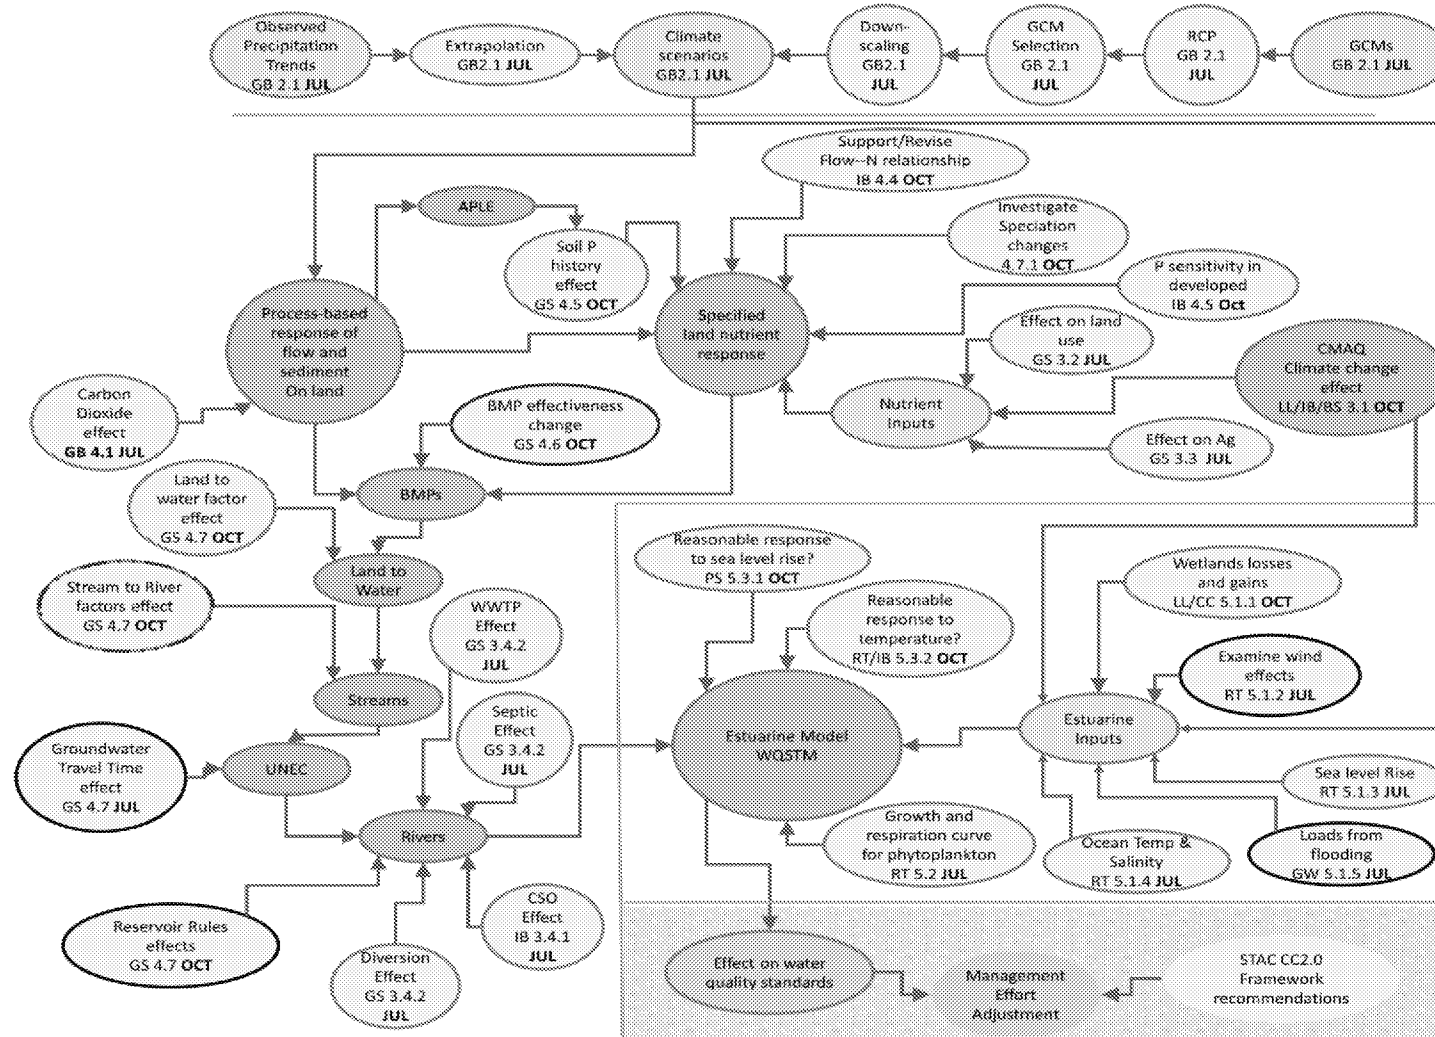 Observed
Precipitation
Trends
GB 2.1 JUL
Extrapolation
GB2.1 JUL
Climate
scenarios
GB2.1 JUL
Down-
scaling
GB2.1
JUL
GCM
Selection
GB 2.1
JUL
RCP
GB 2.1
JUL
GCMs
GB 2.1 JUL
Support/Revise
Flow--N relationship
IB 4.4 OCT
APLE
Investigate
Speciation
changes
4.7.1 OCT
Soil P
history
effect
GS 4.5 OCT
P sensitivity in
developed
IB 4.5 Oct
Process-based
response of
flow and
sediment
On land
Specified
land nutrient
response
Effect on land
use
GS 3.2 JUL
CMAQ
Climate change
effect
LL/IB/BS 3.1 OCT
Carbon
Dioxide
effect
GB 4.1 JUL
BMP effectiveness
change
GS 4.6 OCT
Nutrient
Inputs
Effect on Ag
GS 3.3 JUL
Land to
water factor
effect
GS 4.7 OCT
BMPs
Reasonable response
to sea level rise?
PS 5.3.1 OCT
Land to
Water
Wetlands losses
and gains
LL/CC 5.1.1 OCT
Stream to River
factors effect
GS 4.7 OCT
WWTP
Effect
GS 3.4.2
JUL
Reasonable
response to
temperature?
RT/IB 5.3.2 OCT
Examine wind
effects
RT 5.1.2 JUL
Streams
Septic
Effect
GS 3.4.2
JUL
Estuarine Model
WQSTM
Estuarine
Inputs
Groundwater
Travel Time
effect
GS 4.7 JUL
UNEC
Sea level Rise
RT 5.1.3 JUL
Rivers
Growth and
respiration curve
for phytoplankton
RT 5.2 JUL
Ocean Temp &
Salinity
RT 5.1.4 JUL
Loads from
flooding
GW 5.1.5 JUL
Reservoir Rules
effects
GS 4.7 OCT
CSO
Effect
IB 3.4.1
JUL
Diversion
Effect
GS 3.4.2
JUL
Effect on water
quality standards
Management
Effort
Adjustment
STAC CC2.0
Framework
recommendations